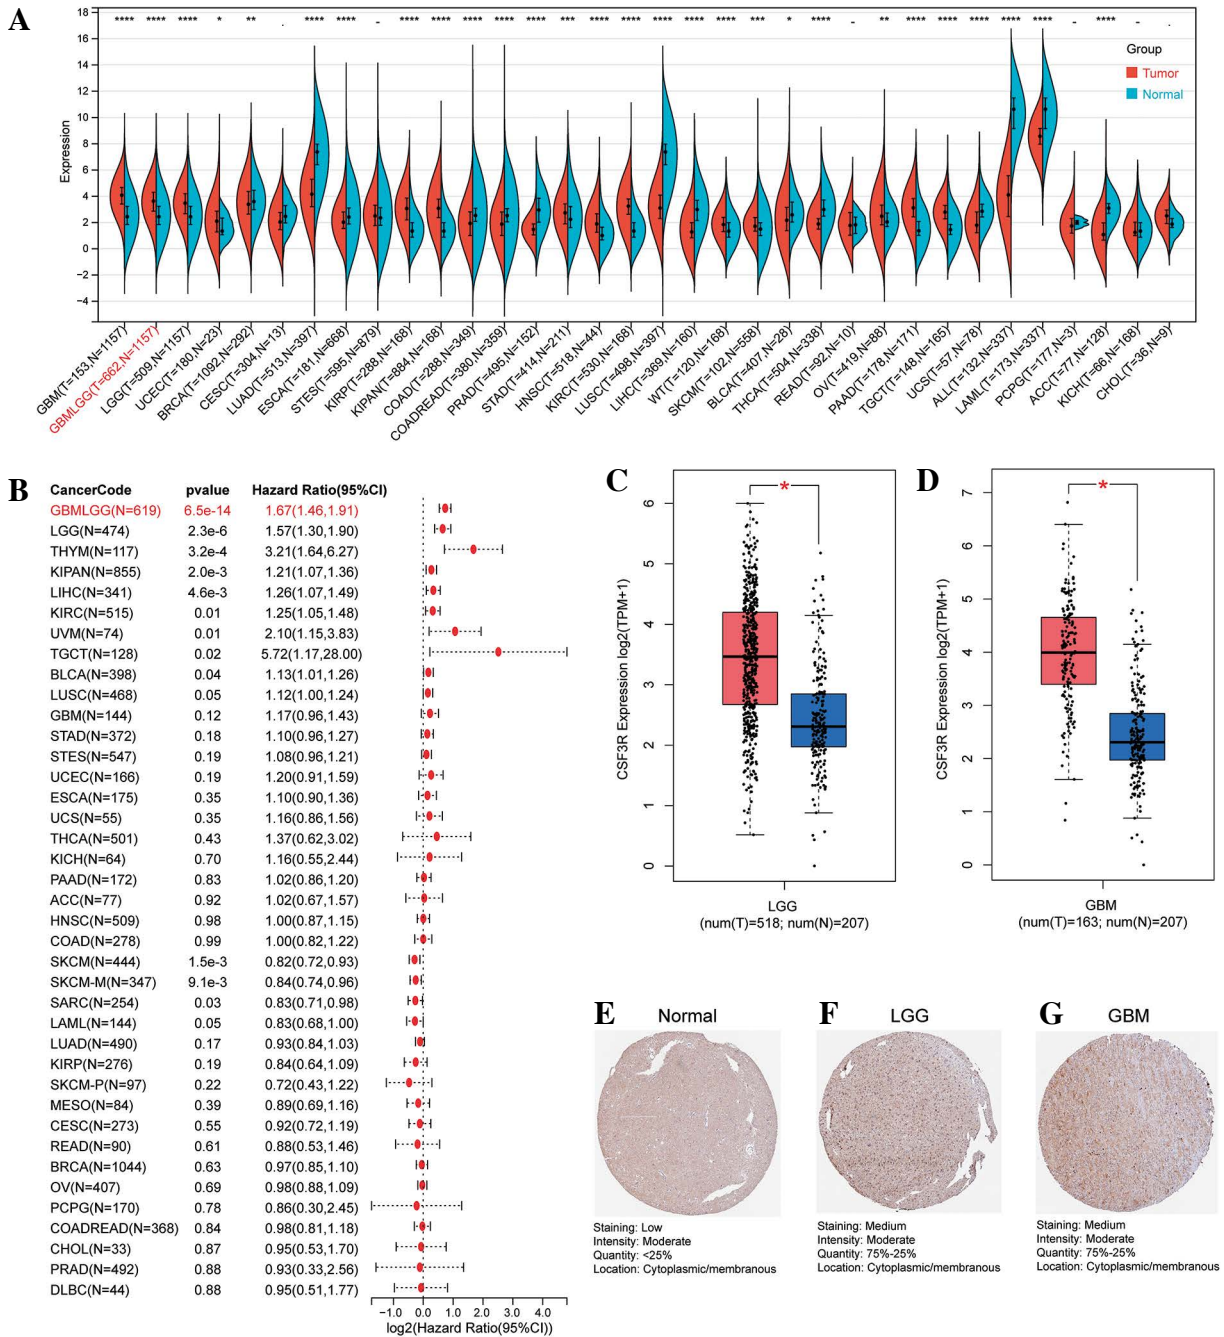 A
**** **** **** * ** . **** **** - **** **** **** **** **** **** **** **** **** **** **** *** * **** - ** **** **** **** **** **** - **** - .
18
16
14
12
10
8
6
4
2
0
−2
−4
Expression
Group
Tumor
Normal
GBM(T=153,N=1157)
GBMLGG(T=662,N=1157)
LGG(T=509,N=1157)
UCEC(T=180,N=23)
BRCA(T=1092,N=292)
CESC(T=304,N=13)
LUAD(T=513,N=397)
ESCA(T=181,N=668)
STES(T=595,N=879)
KIRP(T=288,N=168)
KIPAN(T=884,N=168)
COAD(T=288,N=349)
COADREAD(T=380,N=359)
PRAD(T=495,N=152)
STAD(T=414,N=211)
HNSC(T=518,N=44)
KIRC(T=530,N=168)
LUSC(T=498,N=397)
LIHC(T=369,N=160)
WT(T=120,N=168)
SKCM(T=102,N=558)
BLCA(T=407,N=28)
THCA(T=504,N=338)
READ(T=92,N=10)
OV(T=419,N=88)
PAAD(T=178,N=171)
TGCT(T=148,N=165)
UCS(T=57,N=78)
ALL(T=132,N=337)
LAML(T=173,N=337)
PCPG(T=177,N=3)
ACC(T=77,N=128)
KICH(T=66,N=168)
CHOL(T=36,N=9)
B
CancerCode pvalue Hazard Ratio(95%CI)
GBMLGG(N=619) 6.5e-14 1.67(1.46,1.91)
LGG(N=474) 2.3e-6 1.57(1.30,1.90)
THYM(N=117) 3.2e-4 3.21(1.64,6.27)
KIPAN(N=855) 2.0e-3 1.21(1.07,1.36)
LIHC(N=341) 4.6e-3 1.26(1.07,1.49)
KIRC(N=515) 0.01 1.25(1.05,1.48)
UVM(N=74) 0.01 2.10(1.15,3.83)
TGCT(N=128) 0.02 5.72(1.17,28.00)
BLCA(N=398) 0.04 1.13(1.01,1.26)
LUSC(N=468) 0.05 1.12(1.00,1.24)
GBM(N=144) 0.12 1.17(0.96,1.43)
STAD(N=372) 0.18 1.10(0.96,1.27)
STES(N=547) 0.19 1.08(0.96,1.21)
UCEC(N=166) 0.19 1.20(0.91,1.59)
ESCA(N=175) 0.35 1.10(0.90,1.36)
UCS(N=55) 0.35 1.16(0.86,1.56)
THCA(N=501) 0.43 1.37(0.62,3.02)
KICH(N=64) 0.70 1.16(0.55,2.44)
PAAD(N=172) 0.83 1.02(0.86,1.20)
ACC(N=77) 0.92 1.02(0.67,1.57)
HNSC(N=509) 0.98 1.00(0.87,1.15)
COAD(N=278) 0.99 1.00(0.82,1.22)
SKCM(N=444) 1.5e-3 0.82(0.72,0.93)
SKCM-M(N=347) 9.1e-3 0.84(0.74,0.96)
SARC(N=254) 0.03 0.83(0.71,0.98)
LAML(N=144) 0.05 0.83(0.68,1.00)
LUAD(N=490) 0.17 0.93(0.84,1.03)
KIRP(N=276) 0.19 0.84(0.64,1.09)
SKCM-P(N=97) 0.22 0.72(0.43,1.22)
MESO(N=84) 0.39 0.89(0.69,1.16)
CESC(N=273) 0.55 0.92(0.72,1.19)
READ(N=90) 0.61 0.88(0.53,1.46)
BRCA(N=1044) 0.63 0.97(0.85,1.10)
OV(N=407) 0.69 0.98(0.88,1.09)
PCPG(N=170) 0.78 0.86(0.30,2.45)
COADREAD(N=368) 0.84 0.98(0.81,1.18)
CHOL(N=33) 0.87 0.95(0.53,1.70)
PRAD(N=492) 0.88 0.93(0.33,2.56)
DLBC(N=44) 0.88 0.95(0.51,1.77)
−1.0 0.0 1.0 2.0 3.0 4.0
log2(Hazard Ratio(95%CI))
C
*
6
5
4
3
2
1
0
CSF3R Expression log2(TPM+1)
LGG
(num(T)=518; num(N)=207)
D
*
7
6
5
4
3
2
1
0
CSF3R Expression log2(TPM+1)
GBM
(num(T)=163; num(N)=207)
E
Normal
Staining: Low
Intensity: Moderate
Quantity: <25%
Location: Cytoplasmic/membranous
F
LGG
Staining: Medium
Intensity: Moderate
Quantity: 75%-25%
Location: Cytoplasmic/membranous
G
GBM
Staining: Medium
Intensity: Moderate
Quantity: 75%-25%
Location: Cytoplasmic/membranous